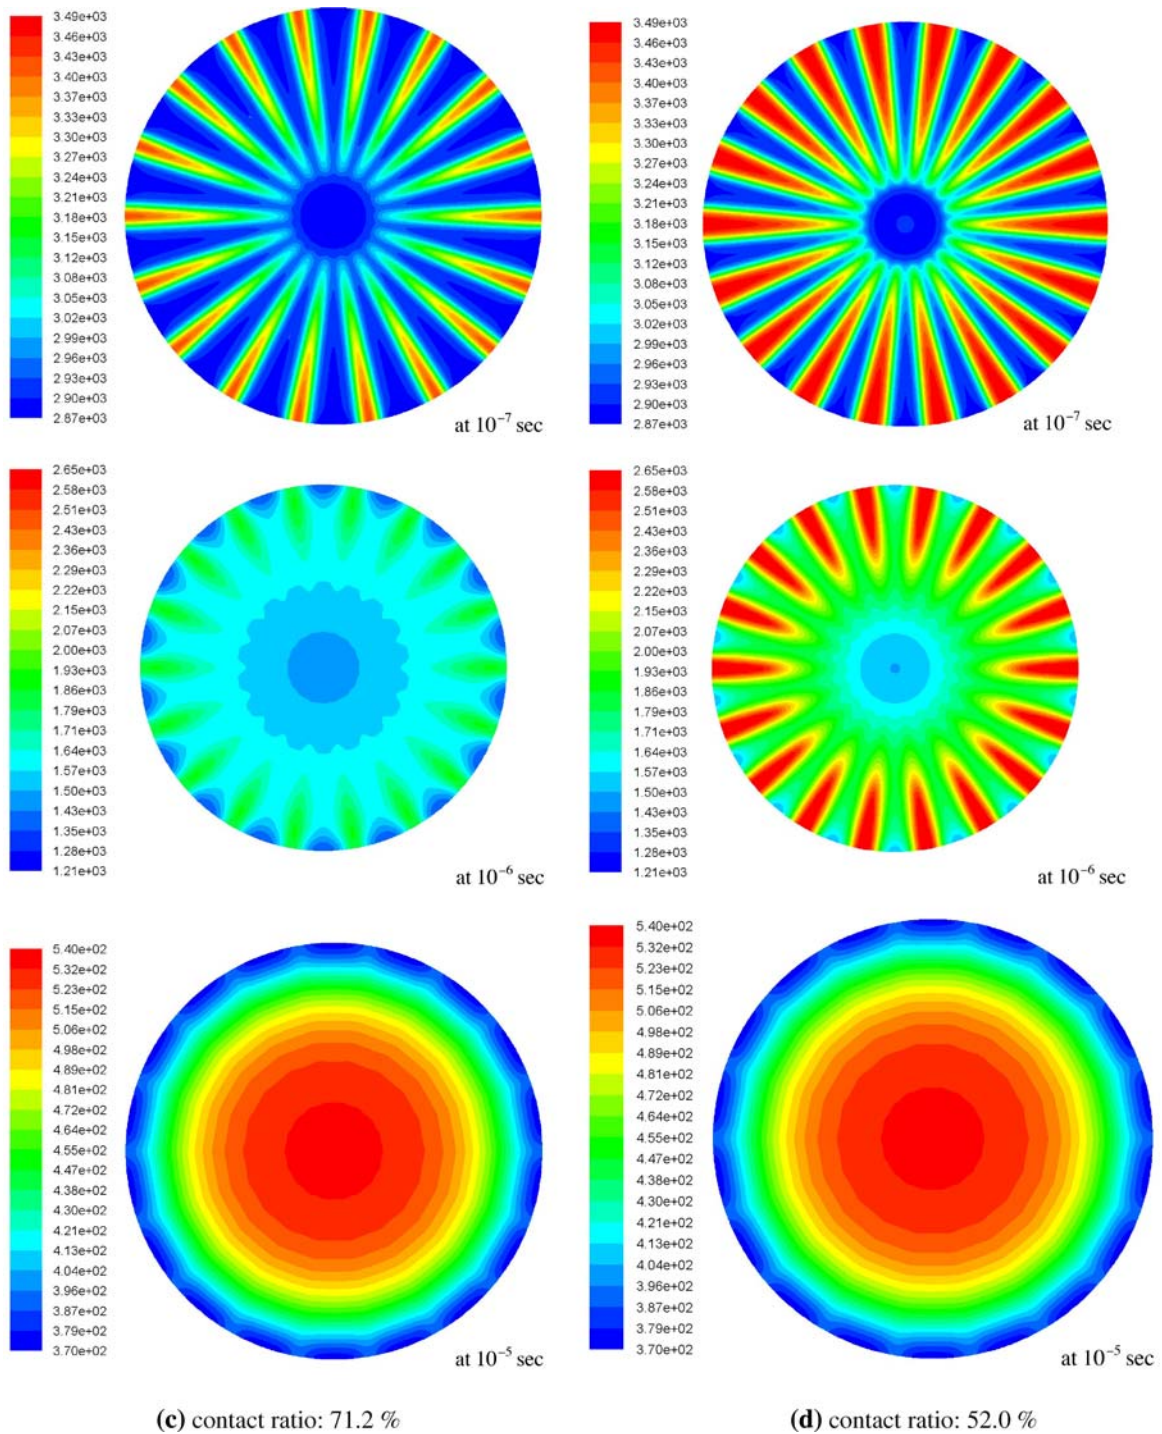 3.49e+03
3.46e+03
3.43e+03
3.40e+03
3.37e+03
3.33e+03
3.30e+03
3.27e+03
3.24e+03
3.21e+03
3.18e+03
3.15e+03
3.12e+03
3.08e+03
3.05e+03
3.02e+03
2.99e+03
2.96e+03
2.93e+03
2.90e+03
2.87e+03
at 10⁻⁷ sec
3.49e+03
3.46e+03
3.43e+03
3.40e+03
3.37e+03
3.33e+03
3.30e+03
3.27e+03
3.24e+03
3.21e+03
3.18e+03
3.15e+03
3.12e+03
3.08e+03
3.05e+03
3.02e+03
2.99e+03
2.96e+03
2.93e+03
2.90e+03
2.87e+03
at 10⁻⁷ sec
2.65e+03
2.58e+03
2.51e+03
2.43e+03
2.36e+03
2.29e+03
2.22e+03
2.15e+03
2.07e+03
2.00e+03
1.93e+03
1.86e+03
1.79e+03
1.71e+03
1.64e+03
1.57e+03
1.50e+03
1.43e+03
1.35e+03
1.28e+03
1.21e+03
at 10⁻⁶ sec
2.65e+03
2.58e+03
2.51e+03
2.43e+03
2.36e+03
2.29e+03
2.22e+03
2.15e+03
2.07e+03
2.00e+03
1.93e+03
1.86e+03
1.79e+03
1.71e+03
1.64e+03
1.57e+03
1.50e+03
1.43e+03
1.35e+03
1.28e+03
1.21e+03
at 10⁻⁶ sec
5.40e+02
5.32e+02
5.23e+02
5.15e+02
5.06e+02
4.98e+02
4.89e+02
4.81e+02
4.72e+02
4.64e+02
4.55e+02
4.47e+02
4.38e+02
4.30e+02
4.21e+02
4.13e+02
4.04e+02
3.96e+02
3.87e+02
3.79e+02
3.70e+02
at 10⁻⁵ sec
5.40e+02
5.32e+02
5.23e+02
5.15e+02
5.06e+02
4.98e+02
4.89e+02
4.81e+02
4.72e+02
4.64e+02
4.55e+02
4.47e+02
4.38e+02
4.30e+02
4.21e+02
4.13e+02
4.04e+02
3.96e+02
3.87e+02
3.79e+02
3.70e+02
at 10⁻⁵ sec
(c) contact ratio: 71.2 %
(d) contact ratio: 52.0 %